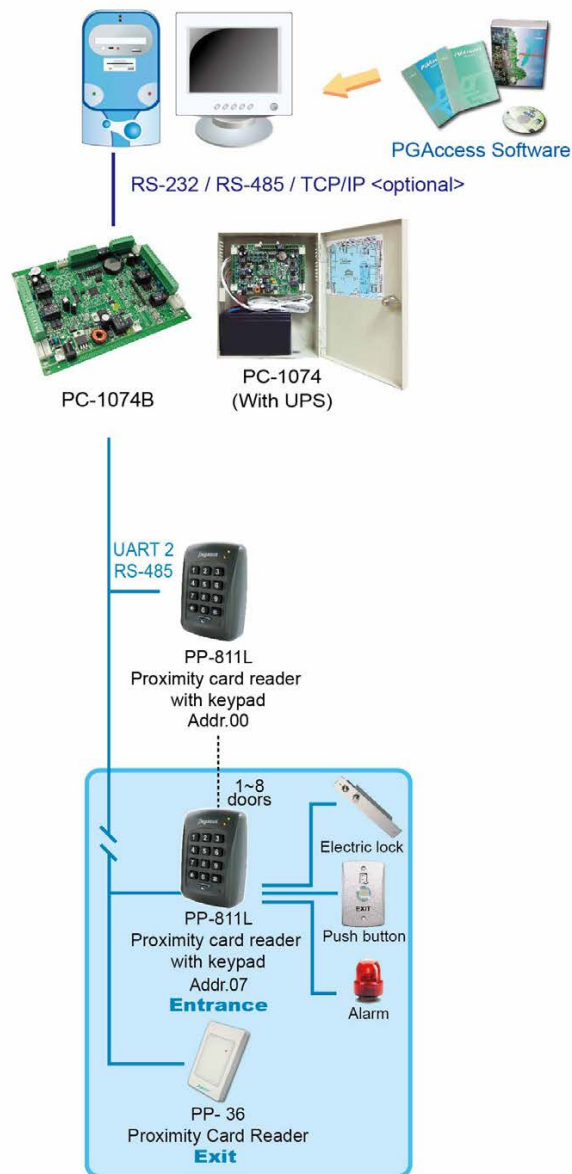 PGAccess Software
RS-232 / RS-485 / TCP/IP <optional>
PC-1074B
PC-1074
(With UPS)
UART 2
RS-485
PP-811L
Proximity card reader
with keypad
Addr.00
1~8
doors
Electric lock
EXIT
Push button
PP-811L
Proximity card reader
with keypad
Addr.07
Entrance
Alarm
PP- 36
Proximity Card Reader
Exit